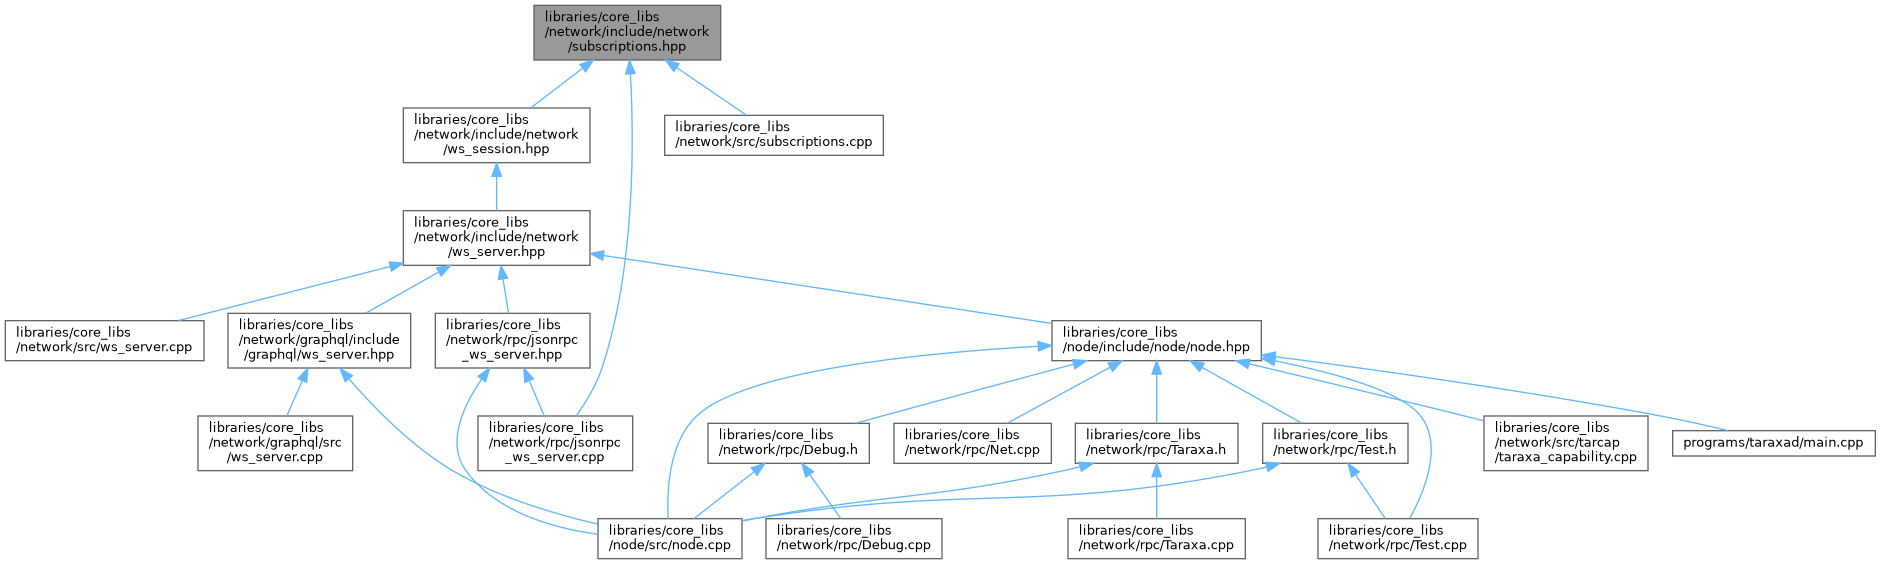 libraries/core_libs
/network/include/network
/subscriptions.hpp
libraries/core_libs
/network/include/network
/ws_session.hpp
libraries/core_libs
/network/src/subscriptions.cpp
libraries/core_libs
/network/include/network
/ws_server.hpp
libraries/core_libs
/network/src/ws_server.cpp
libraries/core_libs
/network/graphql/include
/graphql/ws_server.hpp
libraries/core_libs
/network/rpc/jsonrpc
_ws_server.hpp
libraries/core_libs
/node/include/node/node.hpp
libraries/core_libs
/network/graphql/src
/ws_server.cpp
libraries/core_libs
/network/rpc/jsonrpc
_ws_server.cpp
libraries/core_libs
/network/rpc/Debug.h
libraries/core_libs
/network/rpc/Net.cpp
libraries/core_libs
/network/rpc/Taraxa.h
libraries/core_libs
/network/rpc/Test.h
libraries/core_libs
/network/src/tarcap
/taraxa_capability.cpp
programs/taraxad/main.cpp
libraries/core_libs
/node/src/node.cpp
libraries/core_libs
/network/rpc/Debug.cpp
libraries/core_libs
/network/rpc/Taraxa.cpp
libraries/core_libs
/network/rpc/Test.cpp